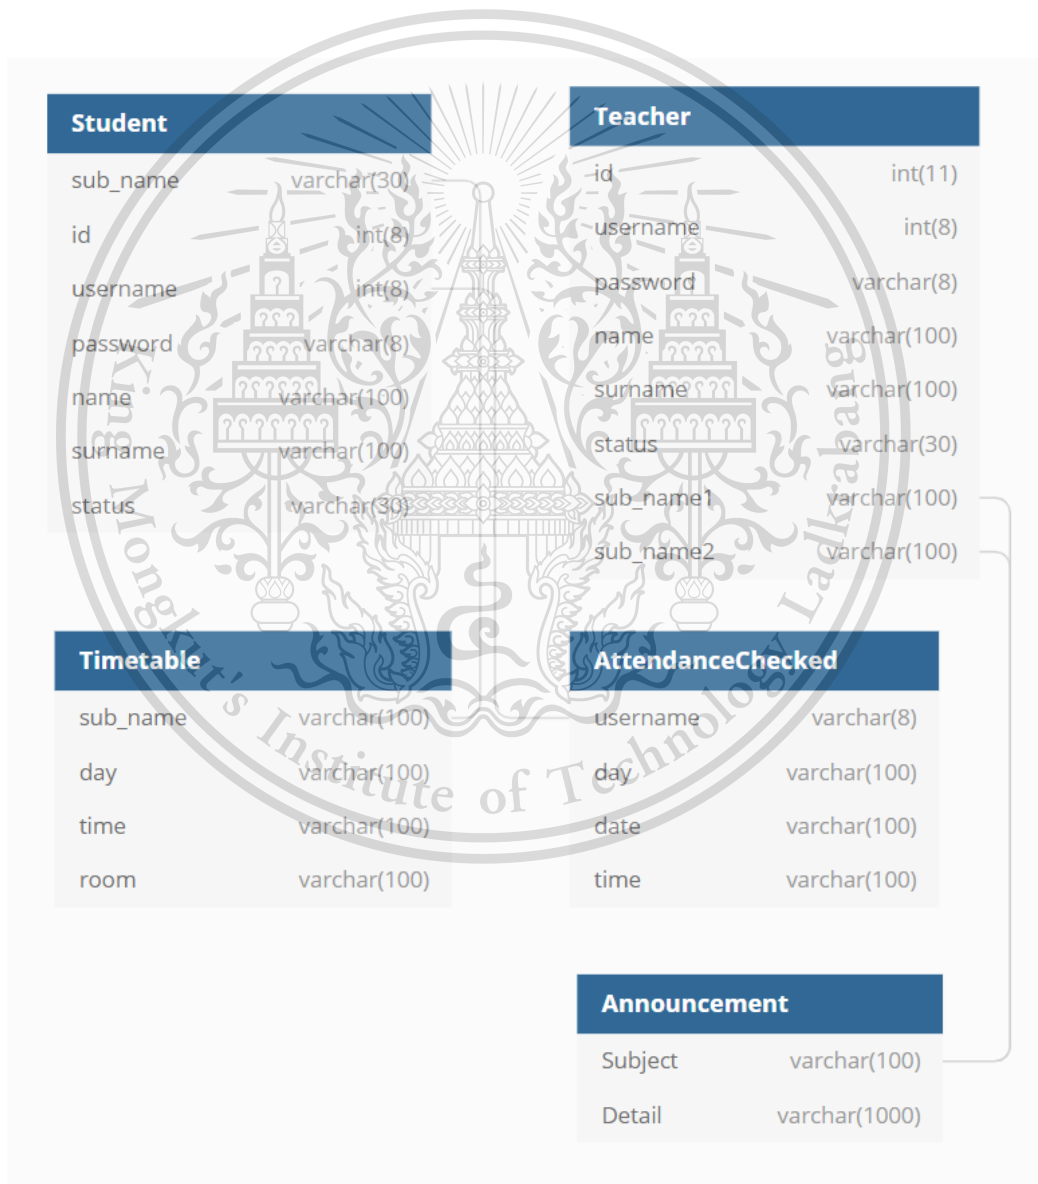 Student
sub_name varchar(30)
id int(8)
username int(8)
password varchar(8)
name varchar(100)
surname varchar(100)
status varchar(30)
Teacher
id int(11)
username int(8)
password varchar(8)
name varchar(100)
surname varchar(100)
status varchar(30)
sub_name1 varchar(100)
sub_name2 varchar(100)
Timetable
sub_name varchar(100)
day varchar(100)
time varchar(100)
room varchar(100)
AttendanceChecked
username varchar(8)
day varchar(100)
date varchar(100)
time varchar(100)
Announcement
Subject varchar(100)
Detail varchar(1000)
King Mongkut's Institute of Technology Ladkrabang